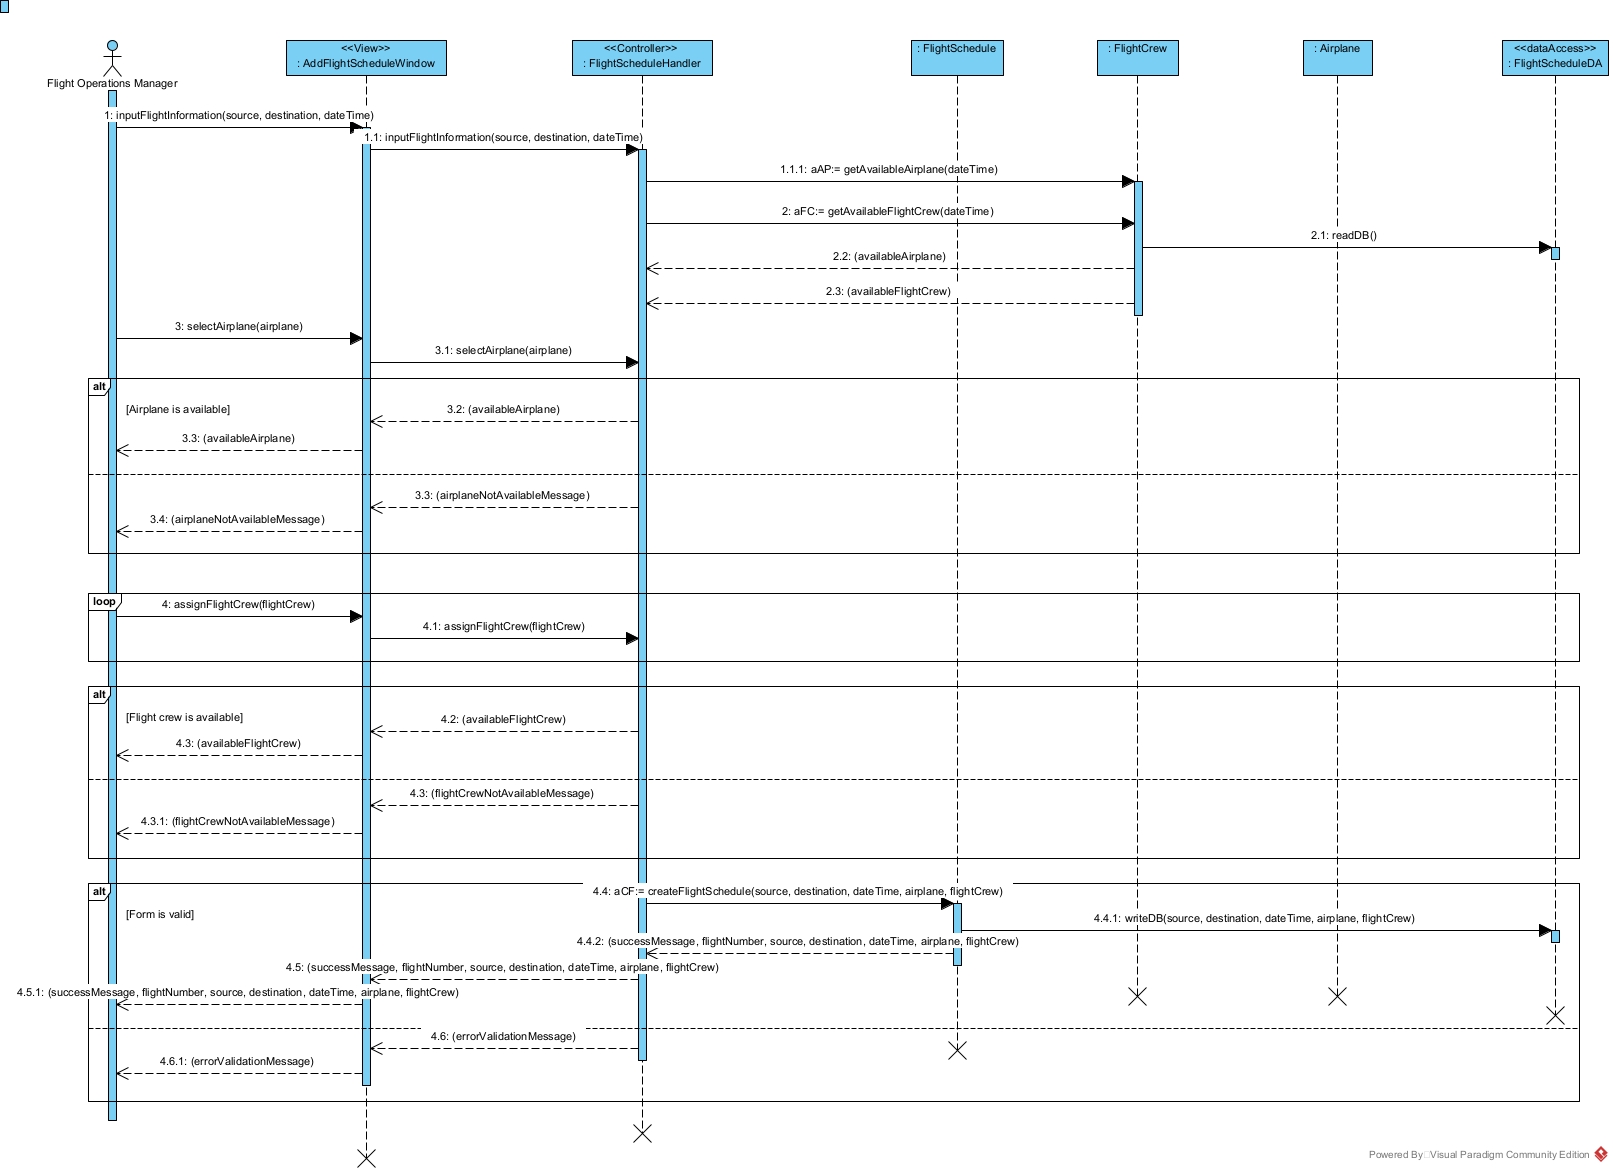 <<View>>
: AddFlightScheduleWindow
<<Controller>>
: FlightScheduleHandler
: FlightSchedule
: FlightCrew
: Airplane
<<dataAccess>>
: FlightScheduleDA
Flight Operations Manager
1: inputFlightInformation(source, destination, dateTime)
1.1: inputFlightInformation(source, destination, dateTime)
1.1.1: aAP:= getAvailableAirplane(dateTime)
2: aFC:= getAvailableFlightCrew(dateTime)
2.1: readDB()
2.2: (availableAirplane)
2.3: (availableFlightCrew)
3: selectAirplane(airplane)
3.1: selectAirplane(airplane)
alt
[Airplane is available]
3.2: (availableAirplane)
3.3: (availableAirplane)
3.3: (airplaneNotAvailableMessage)
3.4: (airplaneNotAvailableMessage)
loop
4: assignFlightCrew(flightCrew)
4.1: assignFlightCrew(flightCrew)
alt
[Flight crew is available]
4.2: (availableFlightCrew)
4.3: (availableFlightCrew)
4.3: (flightCrewNotAvailableMessage)
4.3.1: (flightCrewNotAvailableMessage)
alt
4.4: aCF:= createFlightSchedule(source, destination, dateTime, airplane, flightCrew)
[Form is valid]
4.4.1: writeDB(source, destination, dateTime, airplane, flightCrew)
4.4.2: (successMessage, flightNumber, source, destination, dateTime, airplane, flightCrew)
4.5: (successMessage, flightNumber, source, destination, dateTime, airplane, flightCrew)
4.5.1: (successMessage, flightNumber, source, destination, dateTime, airplane, flightCrew)
4.6: (errorValidationMessage)
4.6.1: (errorValidationMessage)
Powered By Visual Paradigm Community Edition